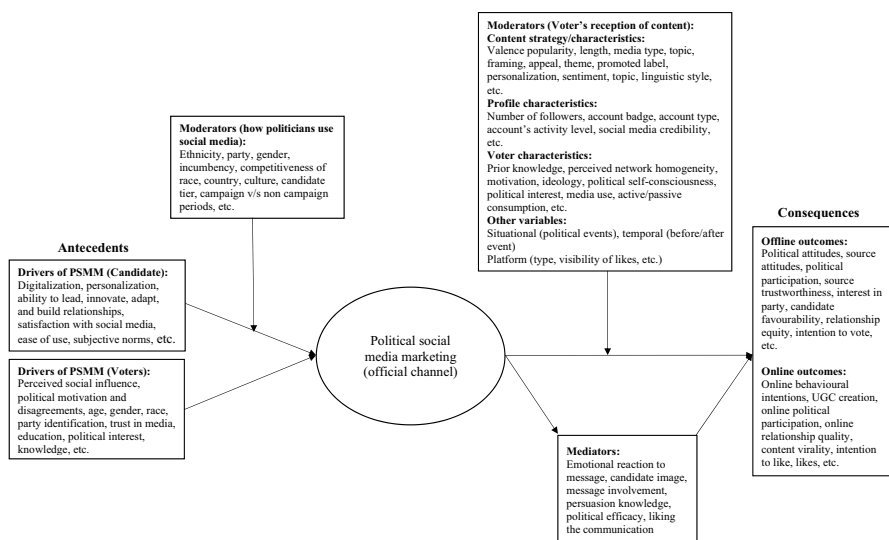 Moderators (Voter's reception of content):
Content strategy/characteristics:
Valence popularity, length, media type, topic,
framing, appeal, theme, promoted label,
personalization, sentiment, topic, linguistic style,
etc.
Profile characteristics:
Number of followers, account badge, account type,
account's activity level, social media credibility,
etc.
Voter characteristics:
Prior knowledge, perceived network homogeneity,
motivation, ideology, political self-consciousness,
political interest, media use, active/passive
consumption, etc.
Other variables:
Situational (political events), temporal (before/after
event)
Platform (type, visibility of likes, etc.)
Moderators (how politicians use
social media):
Ethnicity, party, gender,
incumbency, competitiveness of
race, country, culture, candidate
tier, campaign v/s non campaign
periods, etc.
Antecedents
Drivers of PSMM (Candidate):
Digitalization, personalization,
ability to lead, innovate, adapt,
and build relationships,
satisfaction with social media,
ease of use, subjective norms, etc.
Drivers of PSMM (Voters):
Perceived social influence,
political motivation and
disagreements, age, gender, race,
party identification, trust in media,
education, political interest,
knowledge, etc.
Political social
media marketing
(official channel)
Mediators:
Emotional reaction to
message, candidate image,
message involvement,
persuasion knowledge,
political efficacy, liking
the communication
Consequences
Offline outcomes:
Political attitudes, source
attitudes, political
participation, source
trustworthiness, interest in
party, candidate
favourability, relationship
equity, intention to vote,
etc.
Online outcomes:
Online behavioural
intentions, UGC creation,
online political
participation, online
relationship quality,
content virality, intention
to like, likes, etc.